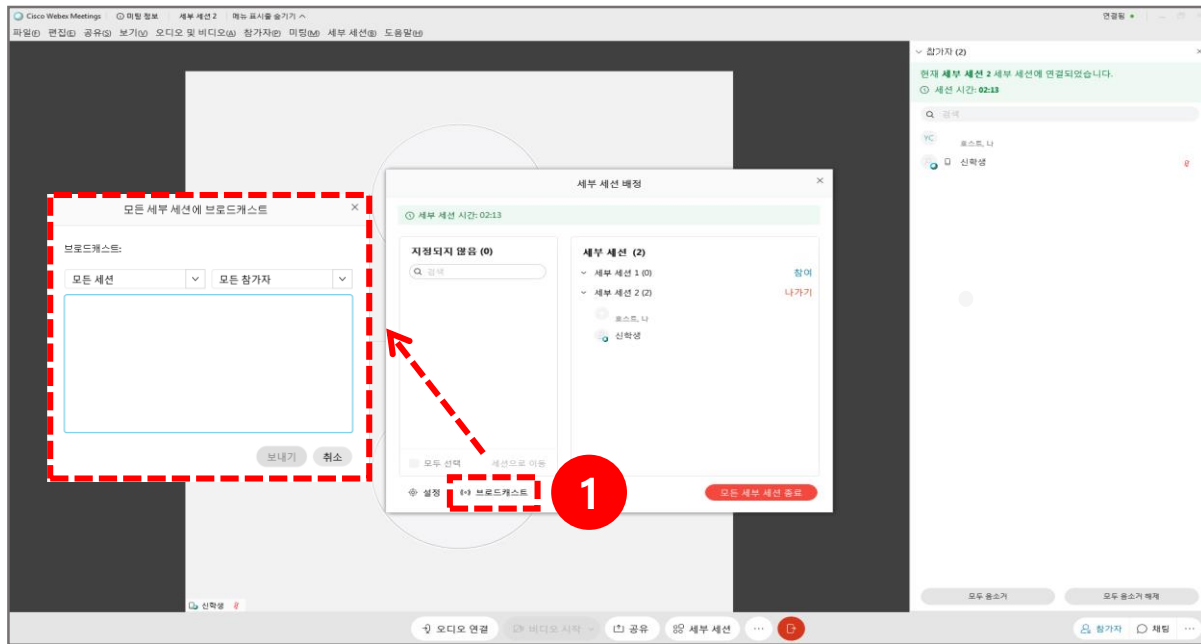 Cisco Webex Meetings 미팅 정보 세부 세션 2 메뉴 표시줄 숨기기 연결됨
파일(F) 편집(E) 공유(S) 보기(V) 오디오 및 비디오(A) 참가자(P) 미팅(M) 세부 세션(B) 도움말(H)
참가자 (2)
현재 세부 세션 2 세부 세션에 연결되었습니다.
세션 시간: 02:13
검색
YC
호스트, 나
신학생
모든 세부 세션에 브로드캐스트
브로드캐스트:
모든 세션 모든 참가자
보내기 취소
세부 세션 배정
세부 세션 시간: 02:13
지정되지 않음 (0)
검색
모두 선택 세션으로 이동
세부 세션 (2)
세부 세션 1 (0) 참여
세부 세션 2 (2) 나가기
호스트, 나
신학생
설정 브로드캐스트
1
모든 세부 세션 종료
신학생
모두 음소거 모두 음소거 해제
오디오 연결 비디오 시작 공유 세부 세션 ... 참가자 채팅 ...